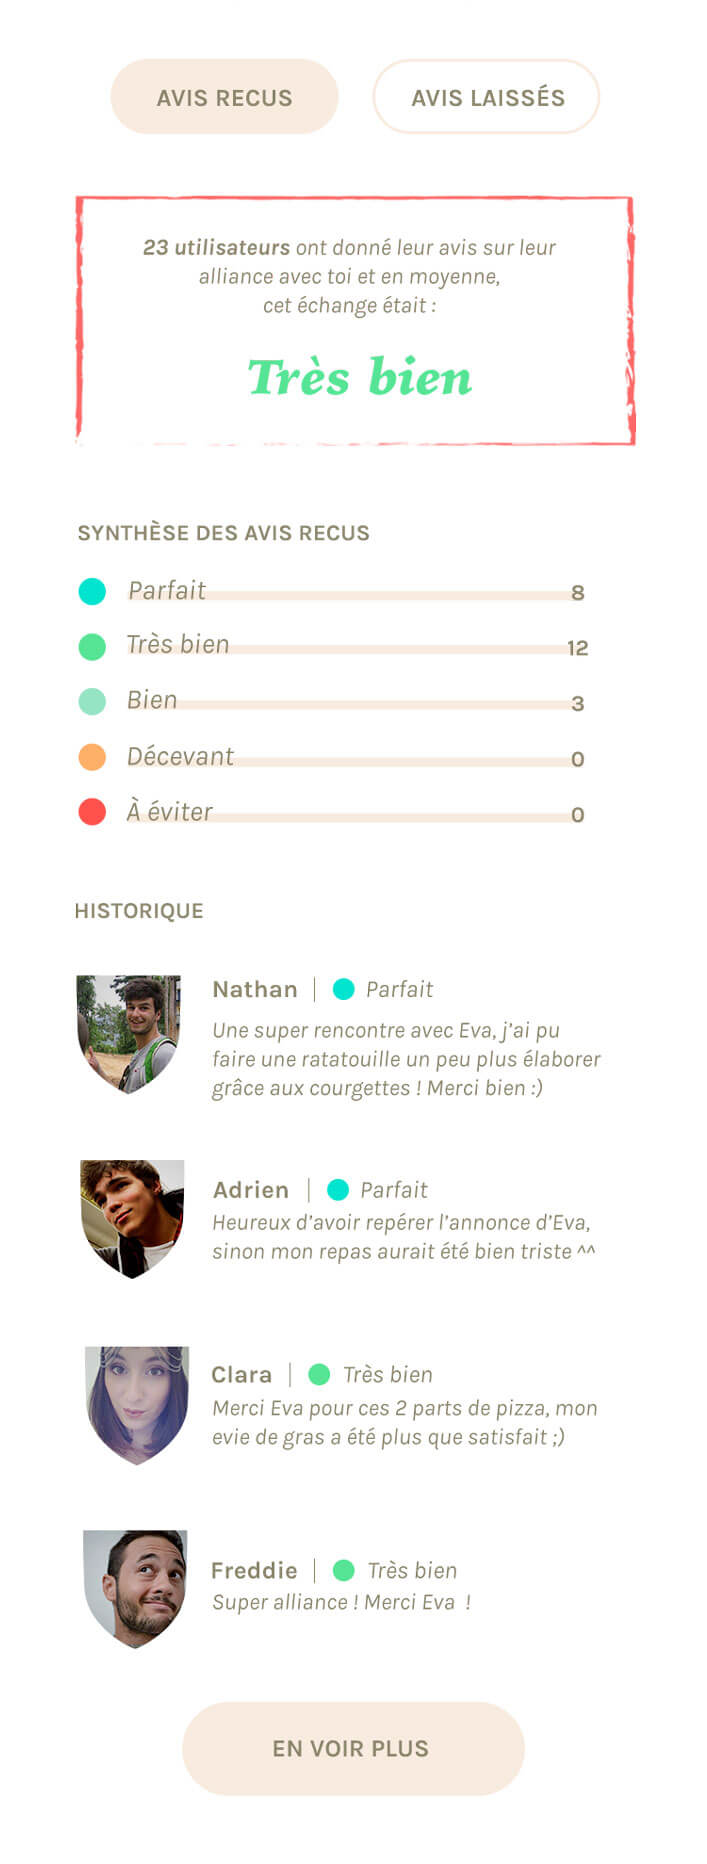 AVIS RECUS
AVIS LAISSÉS
23 utilisateurs ont donné leur avis sur leur
alliance avec toi et en moyenne,
cet échange était :
Très bien
SYNTHÈSE DES AVIS RECUS
Parfait 8
Très bien 12
Bien 3
Décevant 0
À éviter 0
HISTORIQUE
Nathan | Parfait
Une super rencontre avec Eva, j’ai pu
faire une ratatouille un peu plus élaborer
grâce aux courgettes ! Merci bien :)
Adrien | Parfait
Heureux d’avoir repérer l’annonce d’Eva,
sinon mon repas aurait été bien triste ^^
Clara | Très bien
Merci Eva pour ces 2 parts de pizza, mon
evie de gras a été plus que satisfait ;)
Freddie | Très bien
Super alliance ! Merci Eva !
EN VOIR PLUS